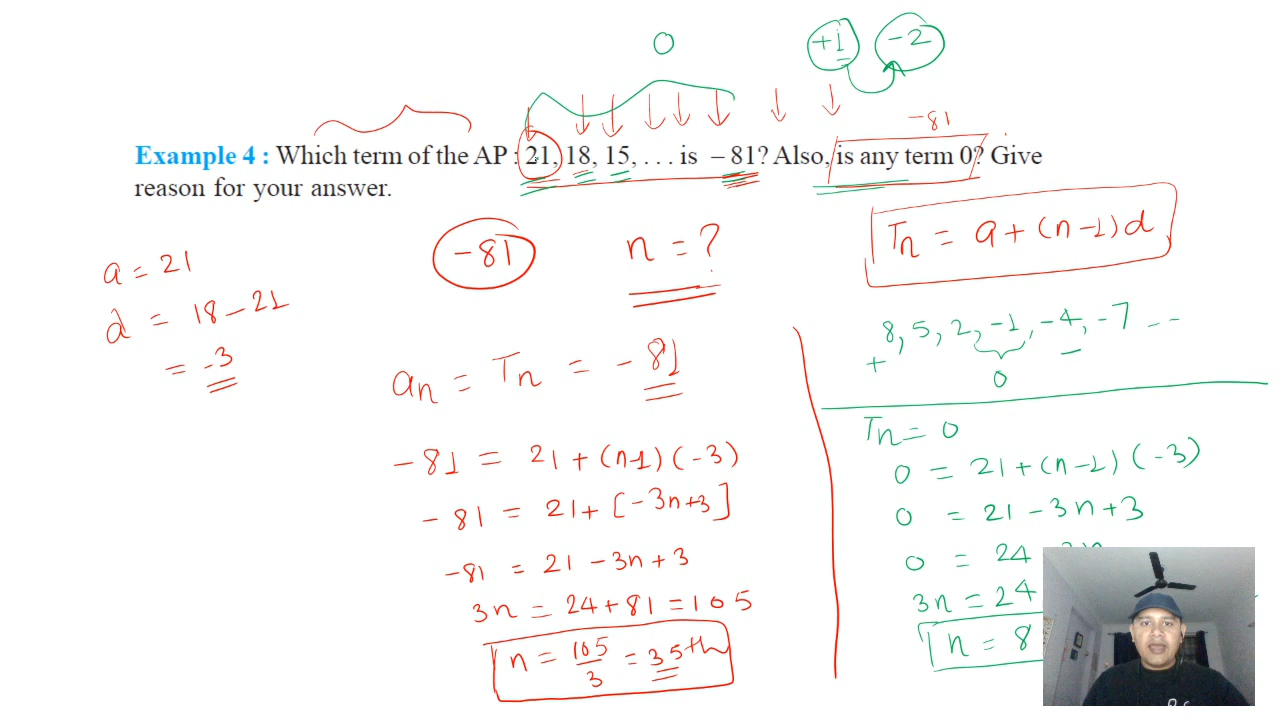 0 +1 -2
-81
Example 4 : Which term of the AP : 21, 18, 15, . . . is – 81? Also, is any term 0? Give
reason for your answer.
-81 n = ? Tn = a + (n-1)d
a = 21
d = 18 - 21
= -3
an = Tn = -81
-81 = 21 + (n-1)(-3)
-81 = 21 + [-3n+3]
-81 = 21 - 3n + 3
3n = 24 + 81 = 105
n = 105/3 = 35th
+ 8, 5, 2, -1, -4, -7 - -
0
Tn = 0
0 = 21 + (n-1)(-3)
0 = 21 - 3n + 3
0 = 24
3n = 24
n = 8